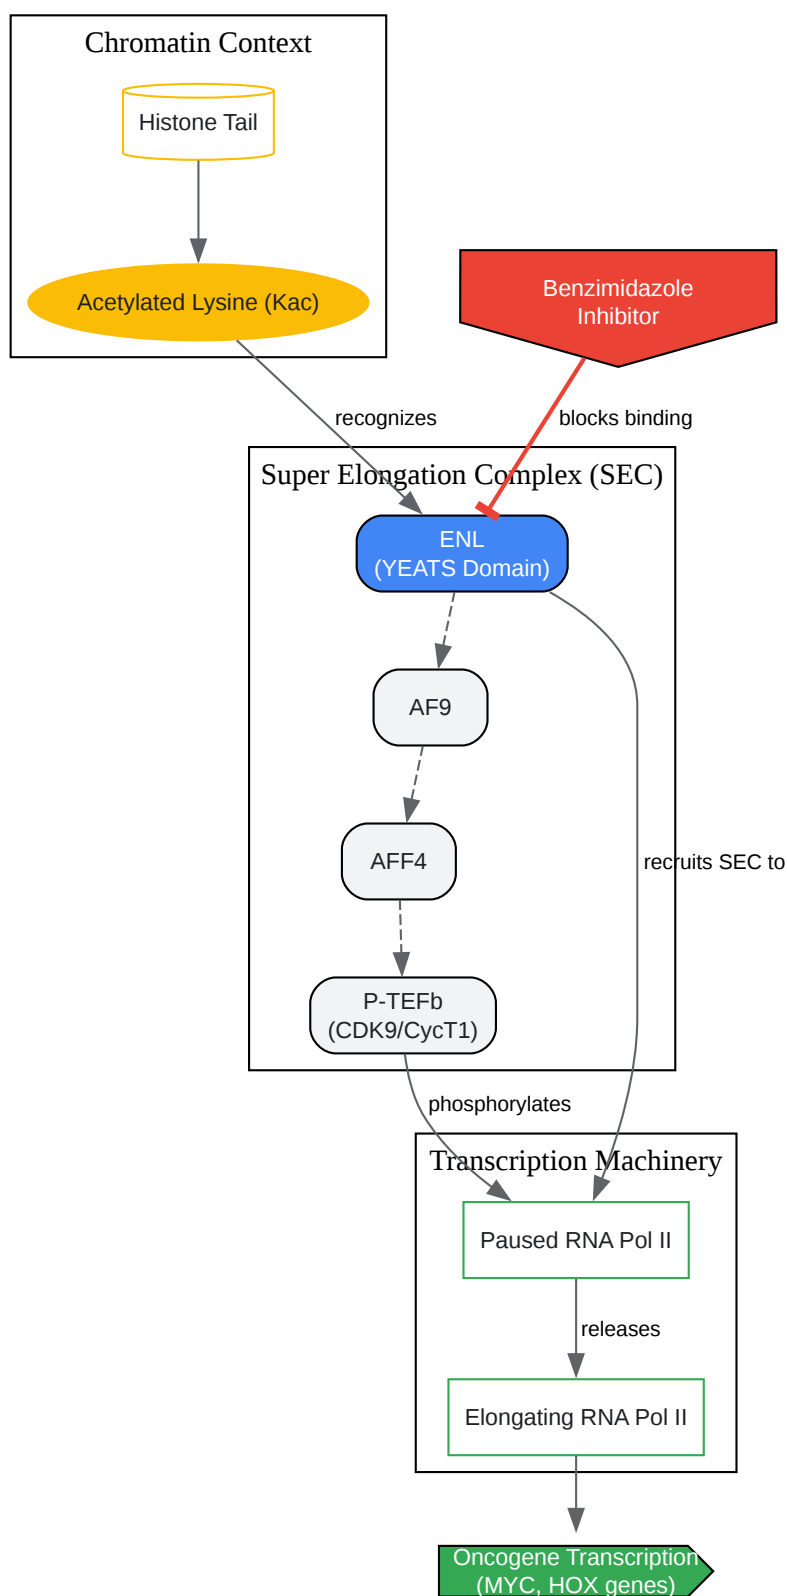 Chromatin Context
Histone Tail
Acetylated Lysine (Kac)
Benzimidazole
Inhibitor
recognizes
blocks binding
Super Elongation Complex (SEC)
ENL
(YEATS Domain)
AF9
AFF4
recruits SEC to
P-TEFb
(CDK9/CycT1)
phosphorylates
Transcription Machinery
Paused RNA Pol II
releases
Elongating RNA Pol II
Oncogene Transcription
(MYC, HOX genes)